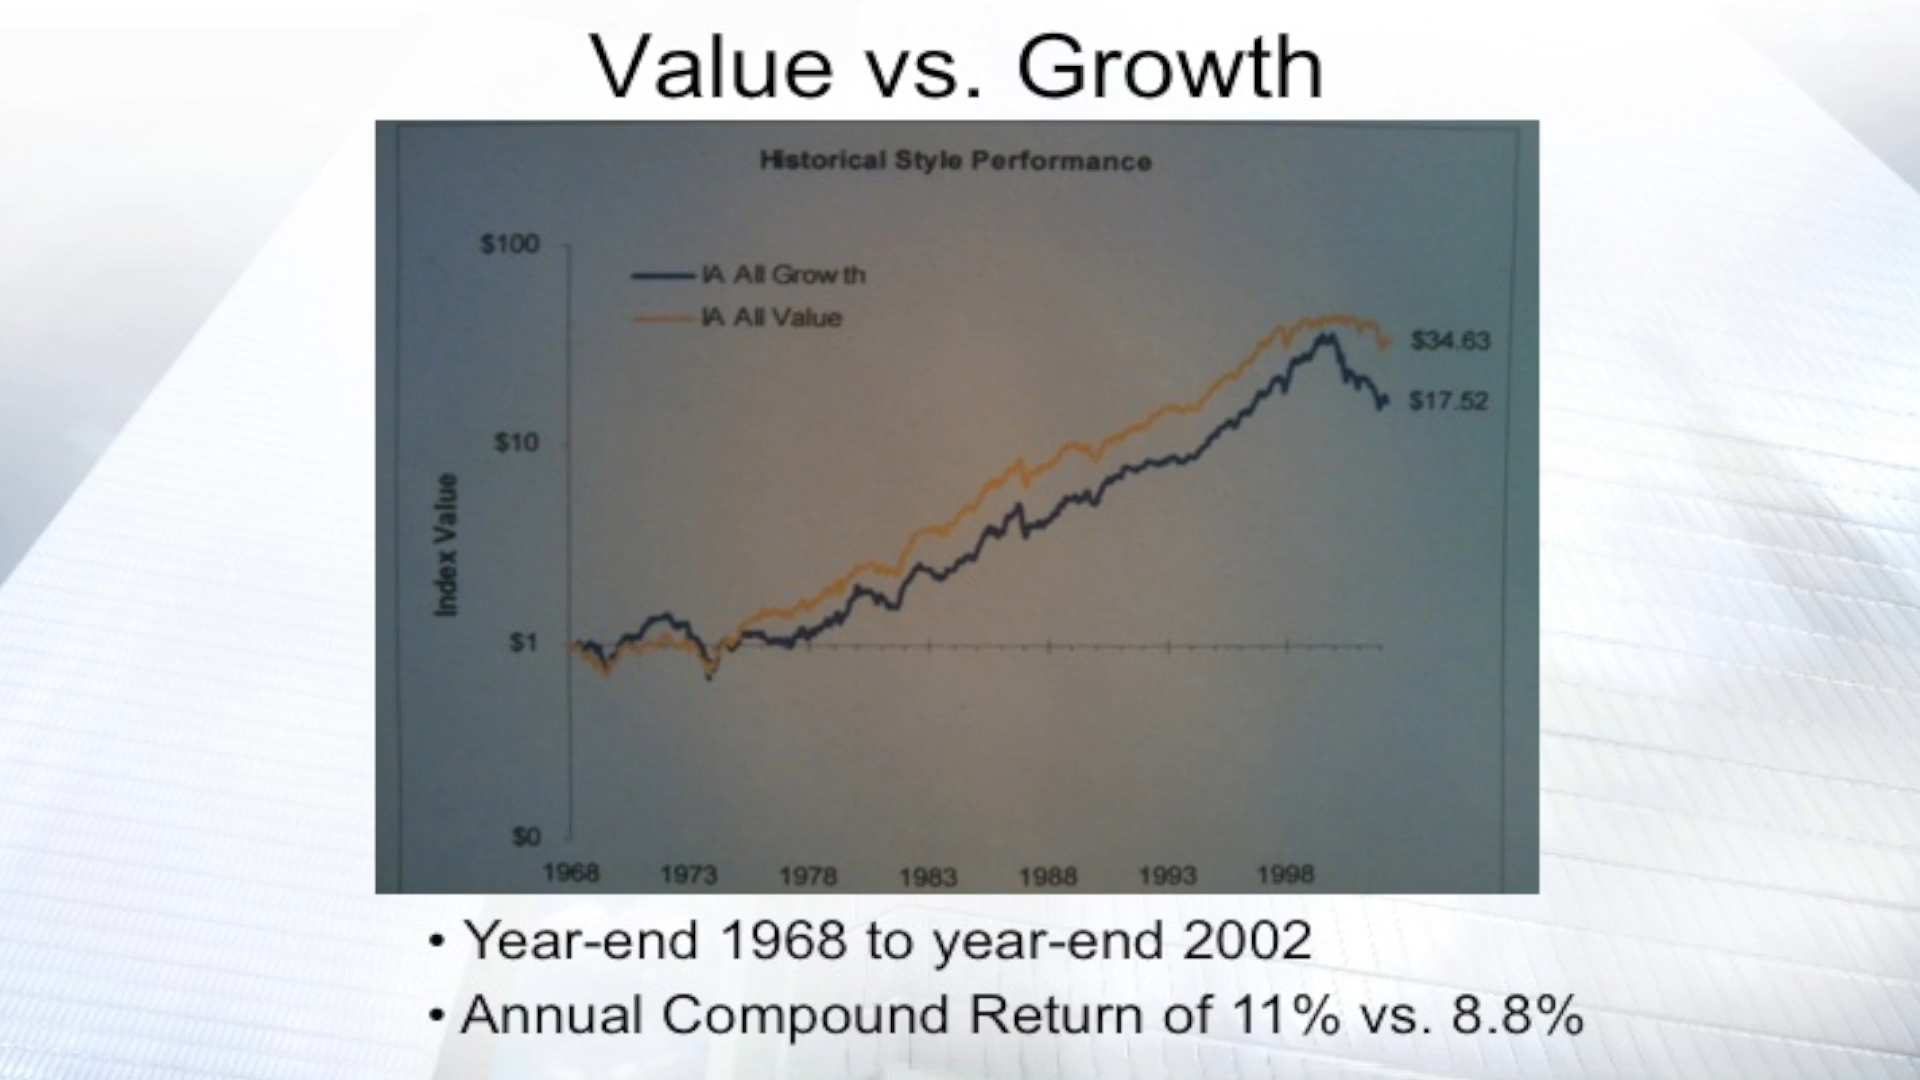 Value vs. Growth
Historical Style Performance
$100
IA All Growth
IA All Value
$34.63
$17.52
$10
Index Value
$1
$0
1968 1973 1978 1983 1988 1993 1998
• Year-end 1968 to year-end 2002
• Annual Compound Return of 11% vs. 8.8%